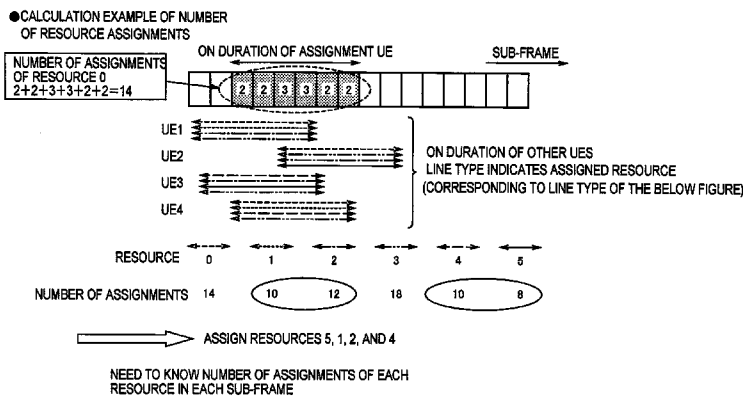 ●CALCULATION EXAMPLE OF NUMBER
OF RESOURCE ASSIGNMENTS
ON DURATION OF ASSIGNMENT UE
SUB-FRAME
NUMBER OF ASSIGNMENTS
OF RESOURCE 0
2+2+3+3+2+2=14
2 2 3 3 2 2
UE1
UE2
UE3
UE4
ON DURATION OF OTHER UES
LINE TYPE INDICATES ASSIGNED RESOURCE
(CORRESPONDING TO LINE TYPE OF THE BELOW FIGURE)
RESOURCE 0 1 2 3 4 5
NUMBER OF ASSIGNMENTS 14 10 12 18 10 8
ASSIGN RESOURCES 5, 1, 2, AND 4
NEED TO KNOW NUMBER OF ASSIGNMENTS OF EACH
RESOURCE IN EACH SUB-FRAME